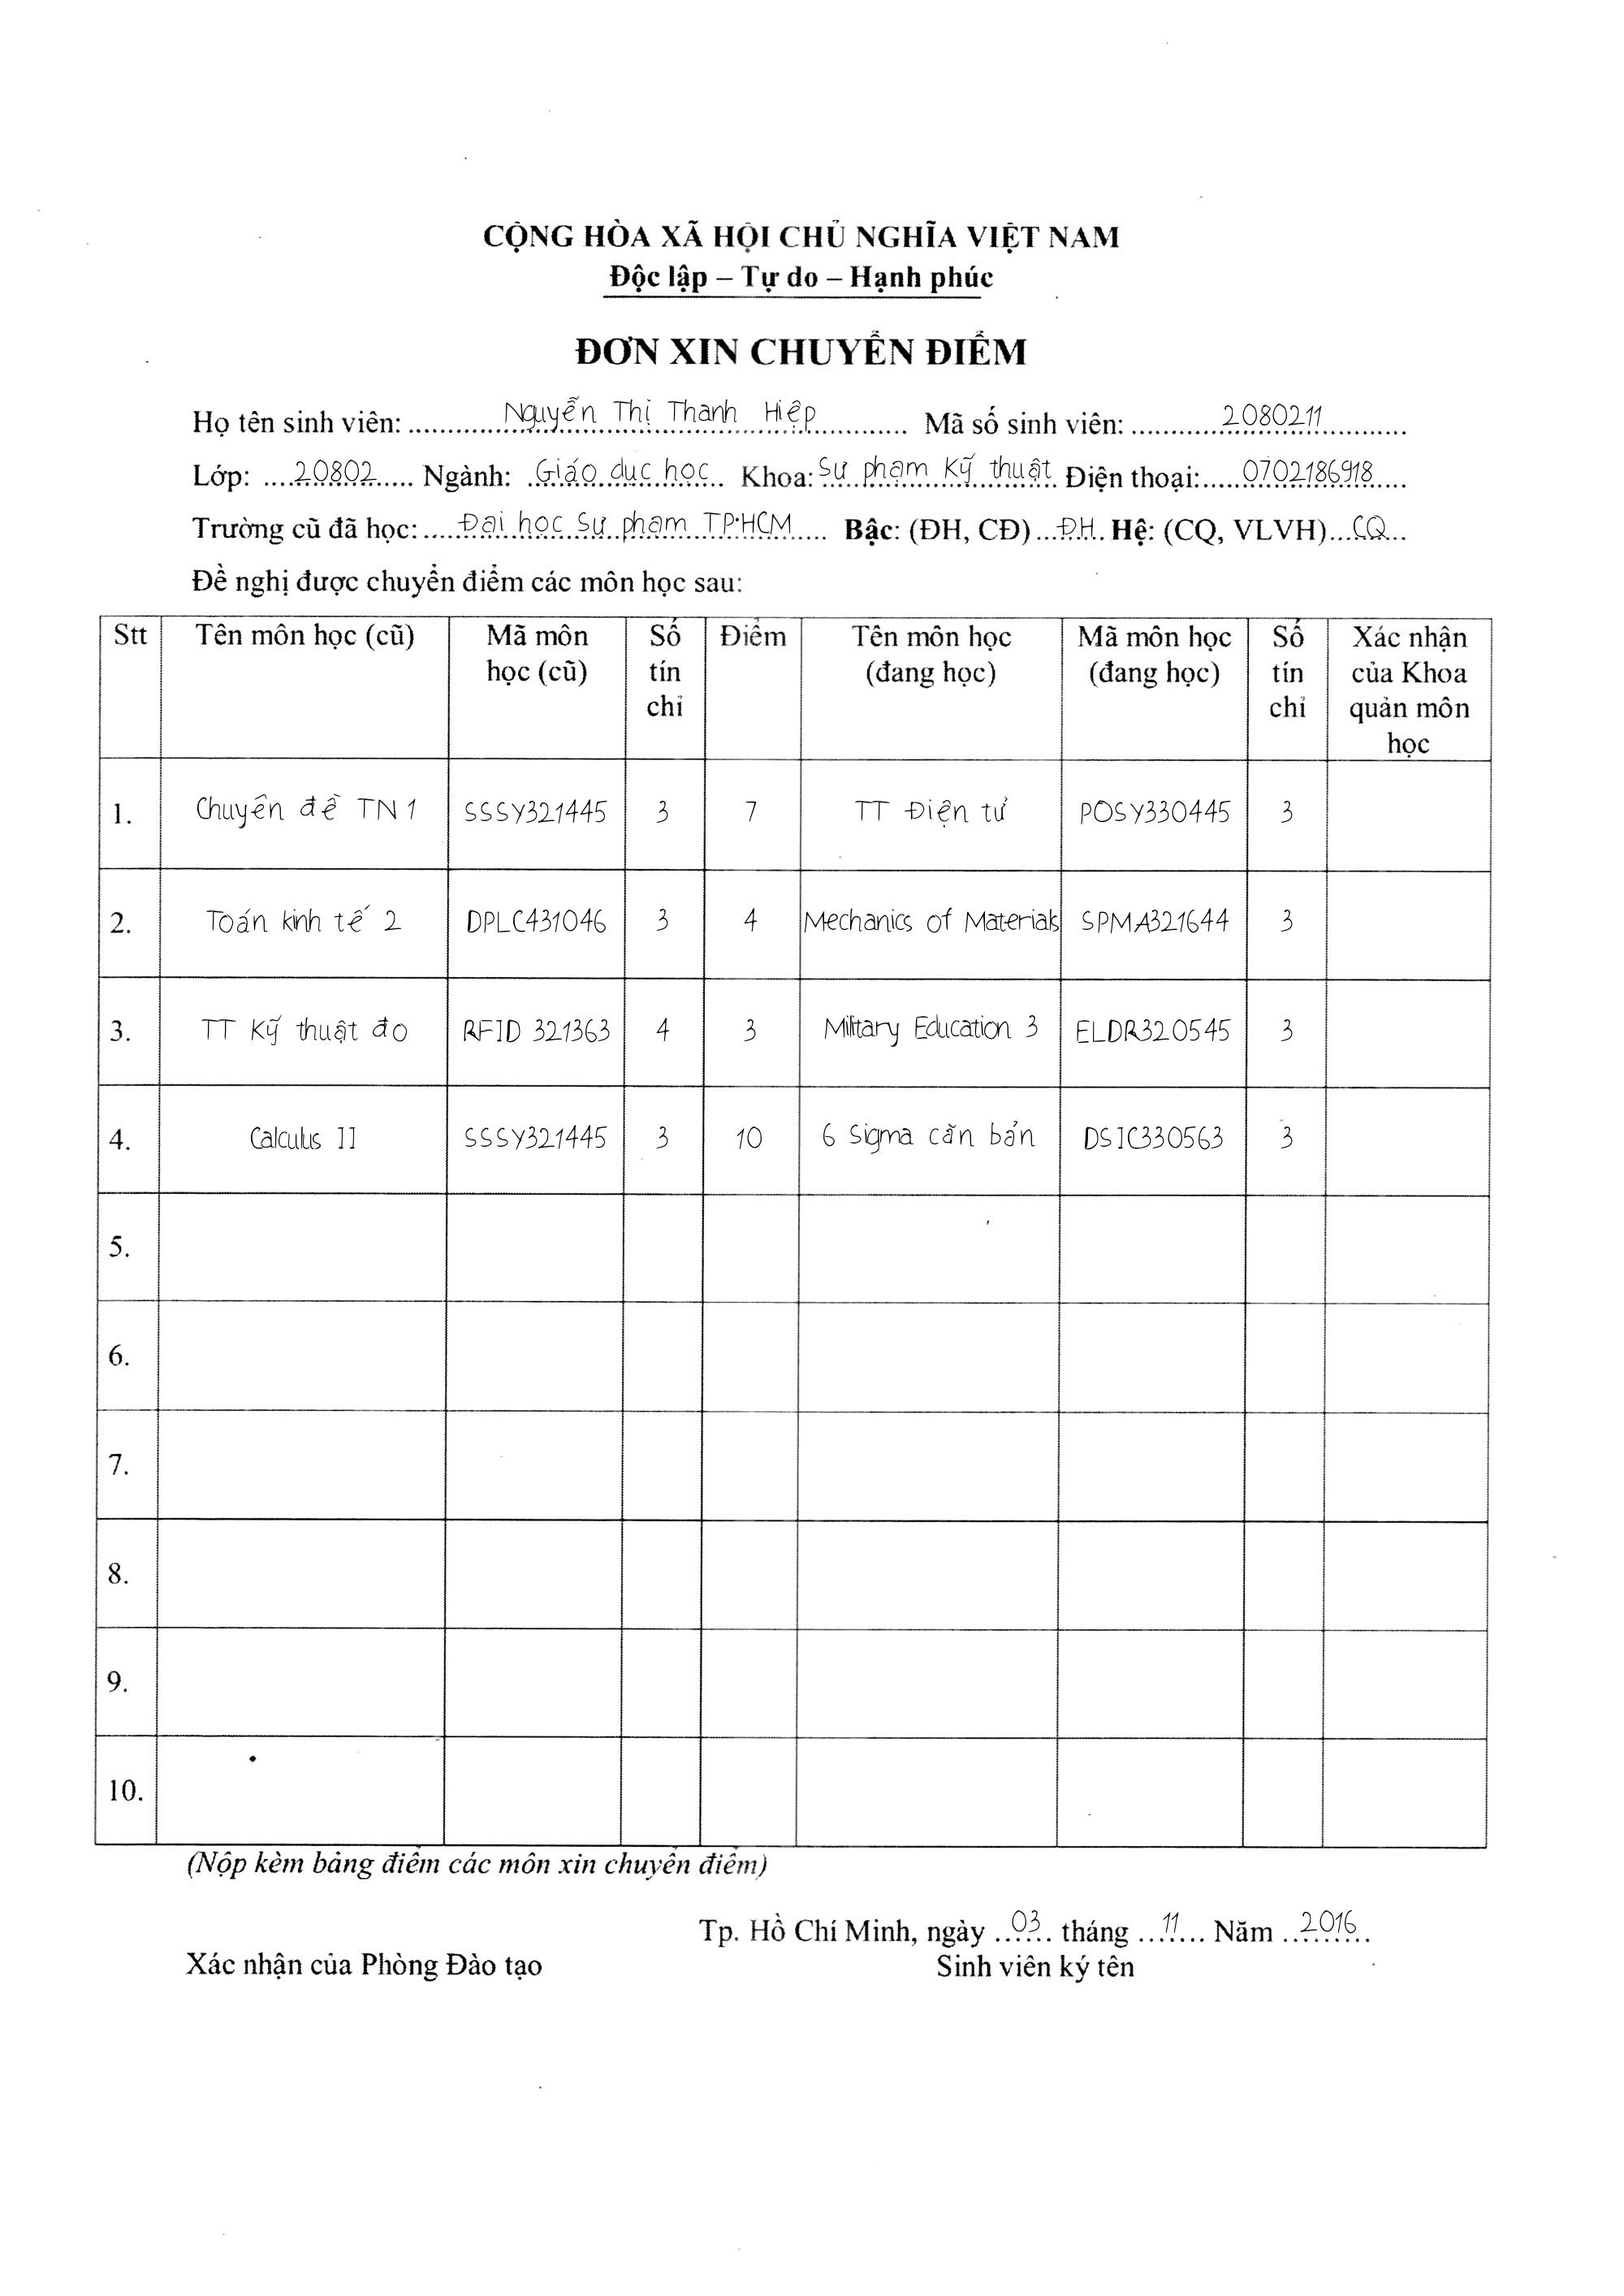 CỘNG HÒA XÃ HỘI CHỦ NGHĨA VIỆT NAM
Độc lập – Tự do – Hạnh phúc
ĐƠN XIN CHUYỂN ĐIỂM
Họ tên sinh viên: Nguyễn Thị Thanh Hiệp Mã số sinh viên: 2080211
Lớp: 20802 Ngành: Giáo dục học Khoa: Sư phạm Kỹ thuật Điện thoại: 0702186918
Trường cũ đã học: Đại học Sư phạm TP.HCM Bậc: (ĐH, CĐ) ĐH. Hệ: (CQ, VLVH) CQ
Đề nghị được chuyển điểm các môn học sau:
Stt Tên môn học (cũ) Mã môn học (cũ) Số tín chỉ Điểm Tên môn học (đang học) Mã môn học (đang học) Số tín chỉ Xác nhận của Khoa quản môn học
1. Chuyên đề TN 1 SSSY321445 3 7 TT Điện tử POSY330445 3
2. Toán kinh tế 2 DPLC431046 3 4 Mechanics of Materials SPMA321644 3
3. TT Kỹ thuật đo RFID 321363 4 3 Military Education 3 ELDR320545 3
4. Calculus II SSSY321445 3 10 6 Sigma căn bản DSIC330563 3
5.
6.
7.
8.
9.
10.
(Nộp kèm bảng điểm các môn xin chuyển điểm)
Tp. Hồ Chí Minh, ngày 03 tháng 11 Năm 2016
Xác nhận của Phòng Đào tạo Sinh viên ký tên